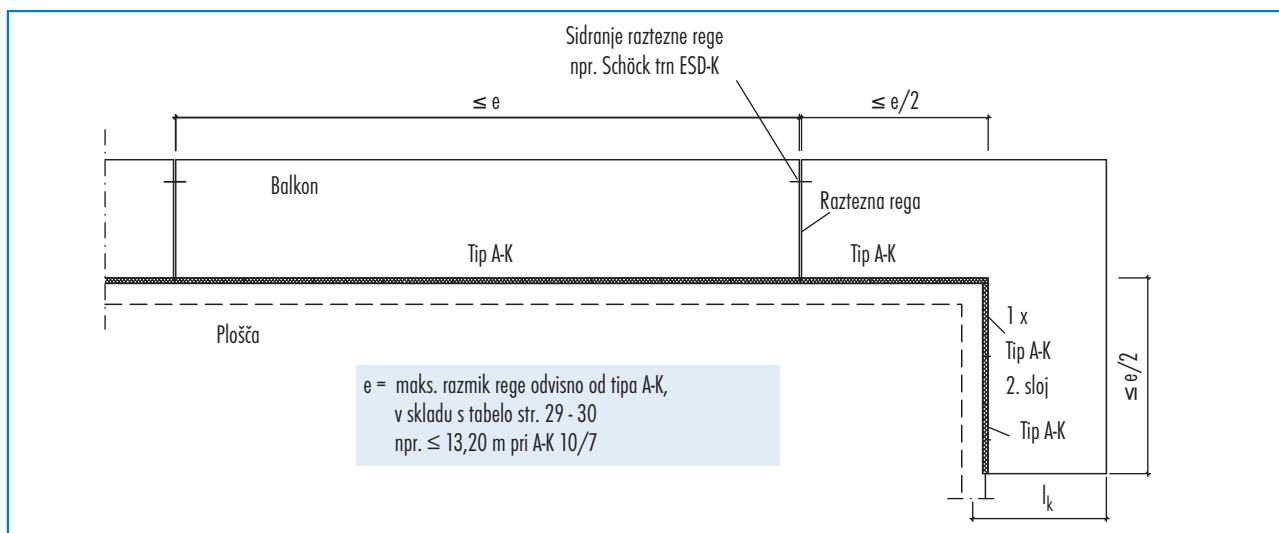 Sidranje raztezne rege
npr. Schöck trn ESD-K
≤ e
≤ e/2
Balkon
Raztezna rega
Tip A-K
Tip A-K
Plošča
1 x
Tip A-K
2. sloj
Tip A-K
≤ e/2
e = maks. razmik rege odvisno od tipa A-K,
v skladu s tabelo str. 29 - 30
npr. ≤ 13,20 m pri A-K 10/7
lk